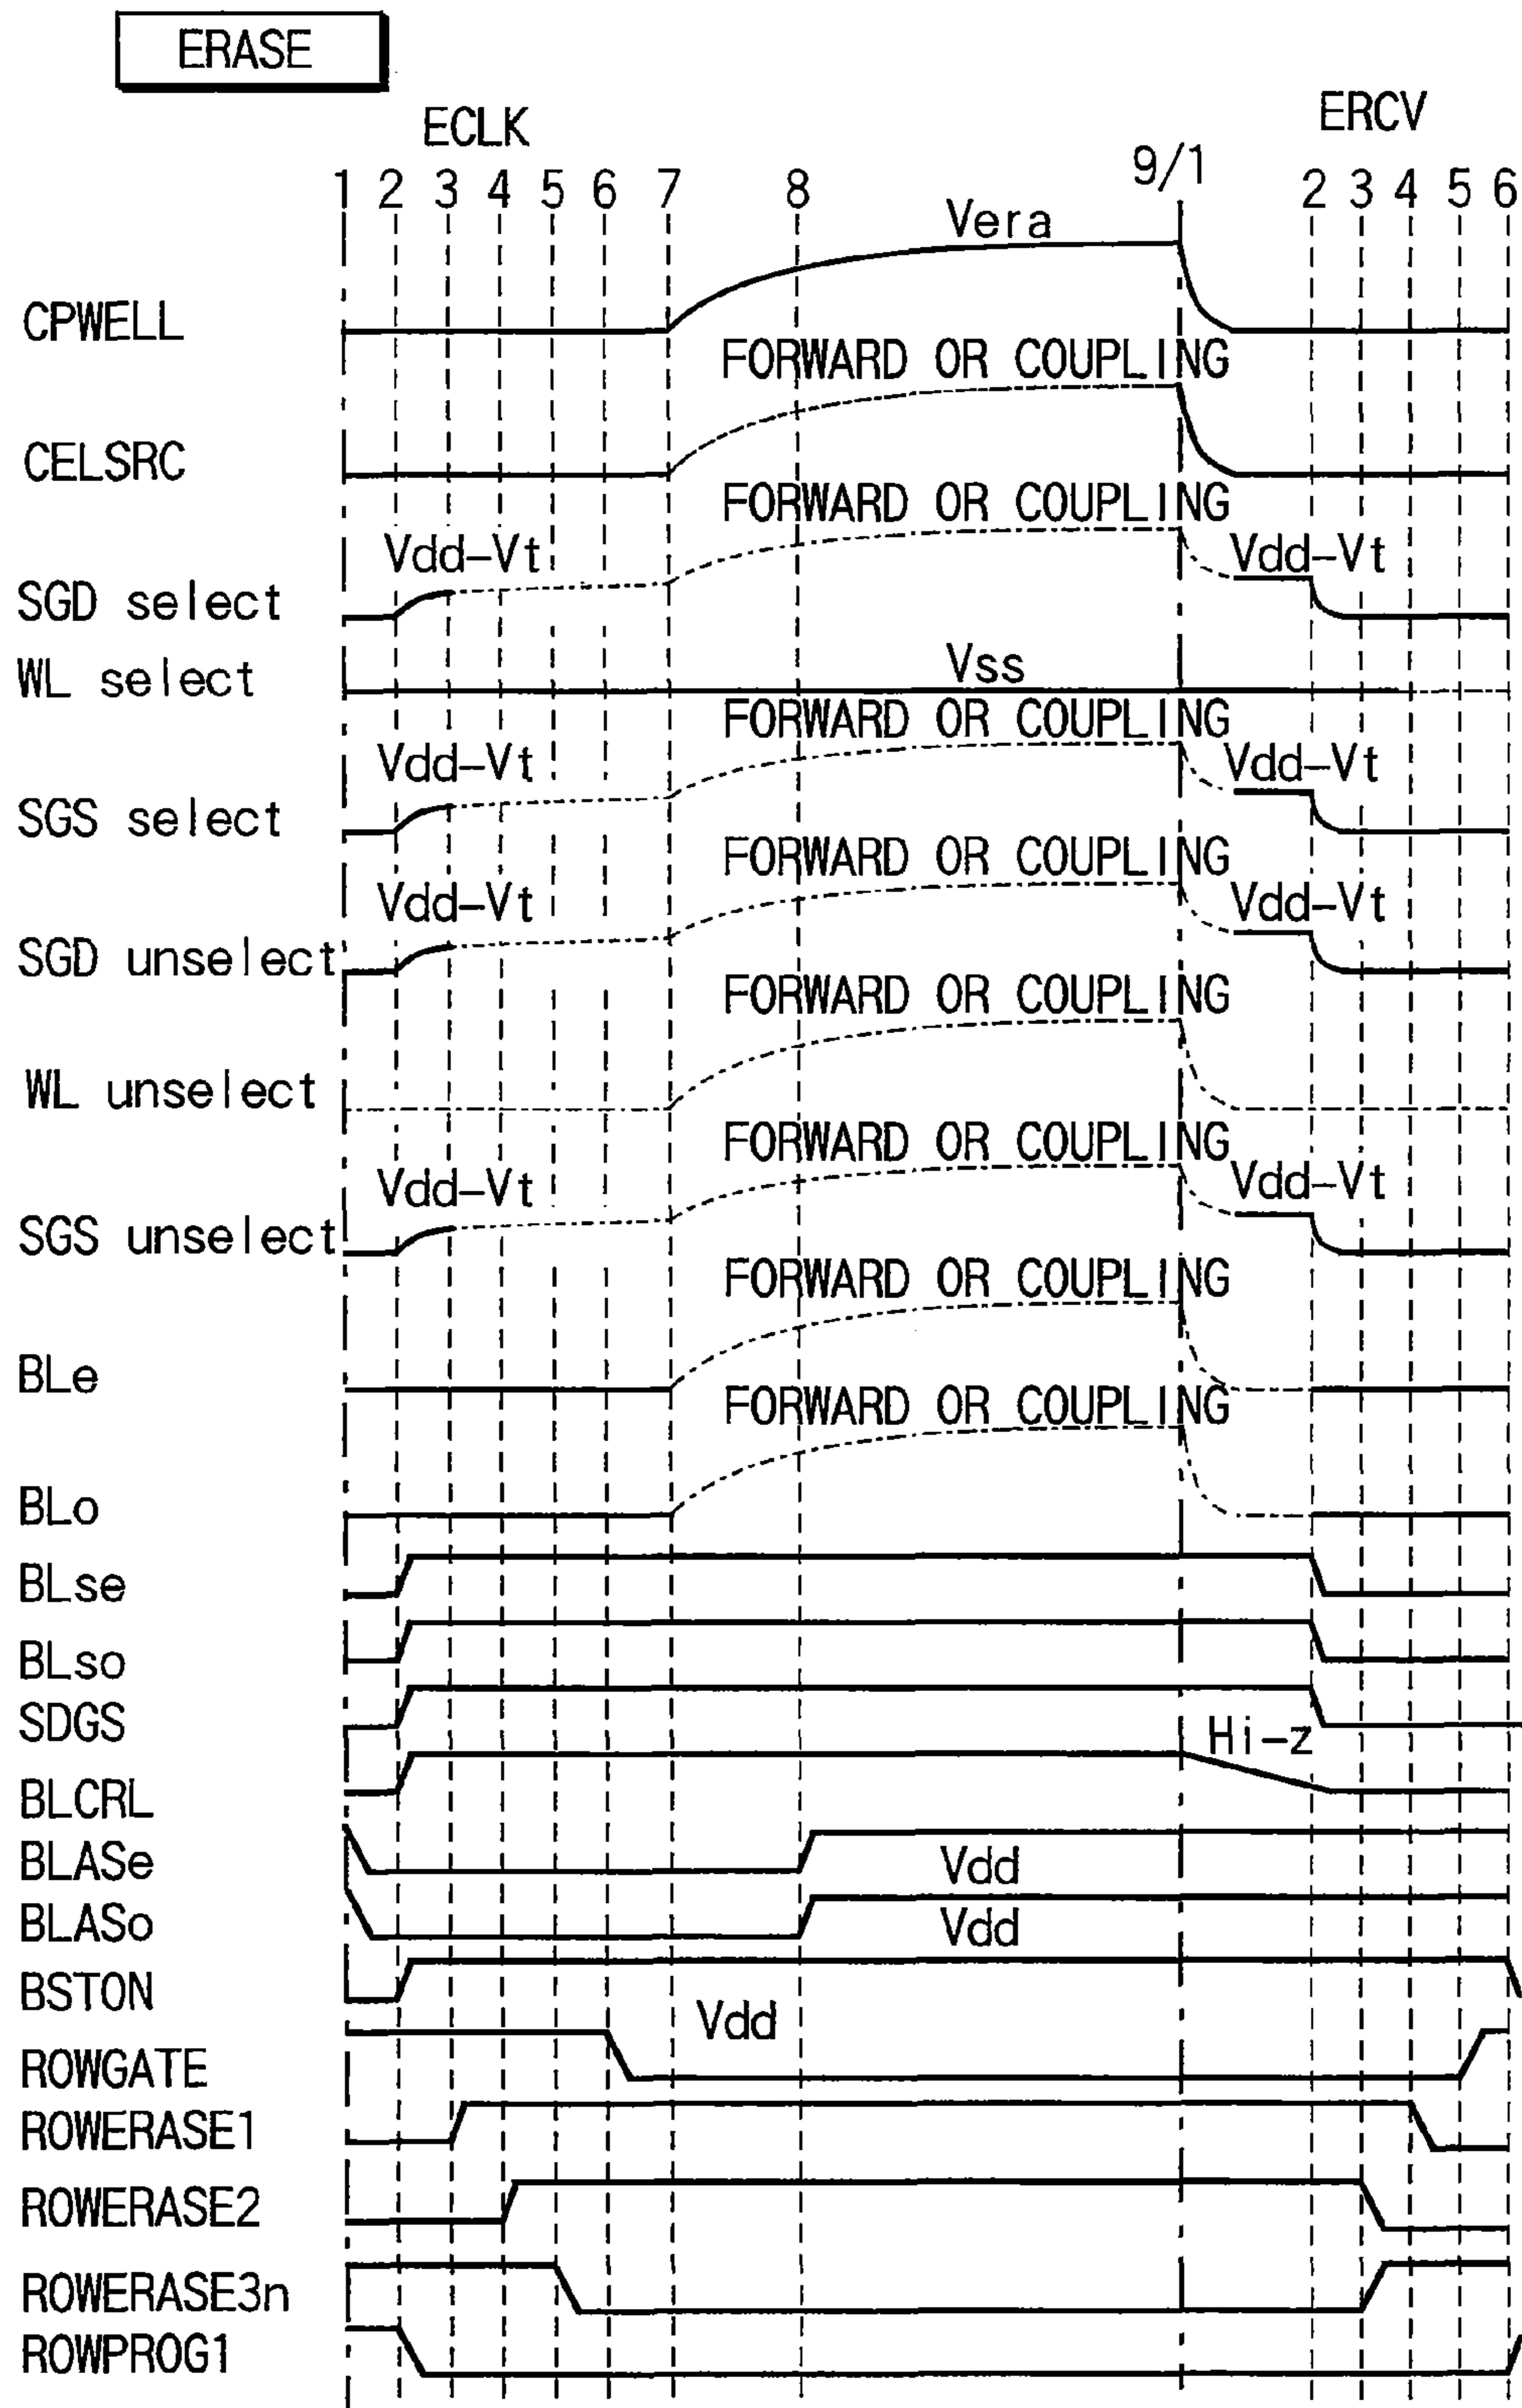 ERASE
ECLK
ERCV
1 2 3 4 5 6 7 8 9/1 2 3 4 5 6
Vera
CPWELL
FORWARD OR COUPLING
CELSRC
FORWARD OR COUPLING
Vdd-Vt
Vdd-Vt
SGD select
WL select
Vss
FORWARD OR COUPLING
Vdd-Vt
Vdd-Vt
SGS select
FORWARD OR COUPLING
Vdd-Vt
Vdd-Vt
SGD unselect
FORWARD OR COUPLING
WL unselect
FORWARD OR COUPLING
Vdd-Vt
Vdd-Vt
SGS unselect
FORWARD OR COUPLING
BLe
FORWARD OR COUPLING
BLo
BLse
BLso
SDGS
Hi-z
BLCRL
BLASe
Vdd
BLASo
Vdd
BSTON
Vdd
ROWGATE
ROWERASE1
ROWERASE2
ROWERASE3n
ROWPROG1